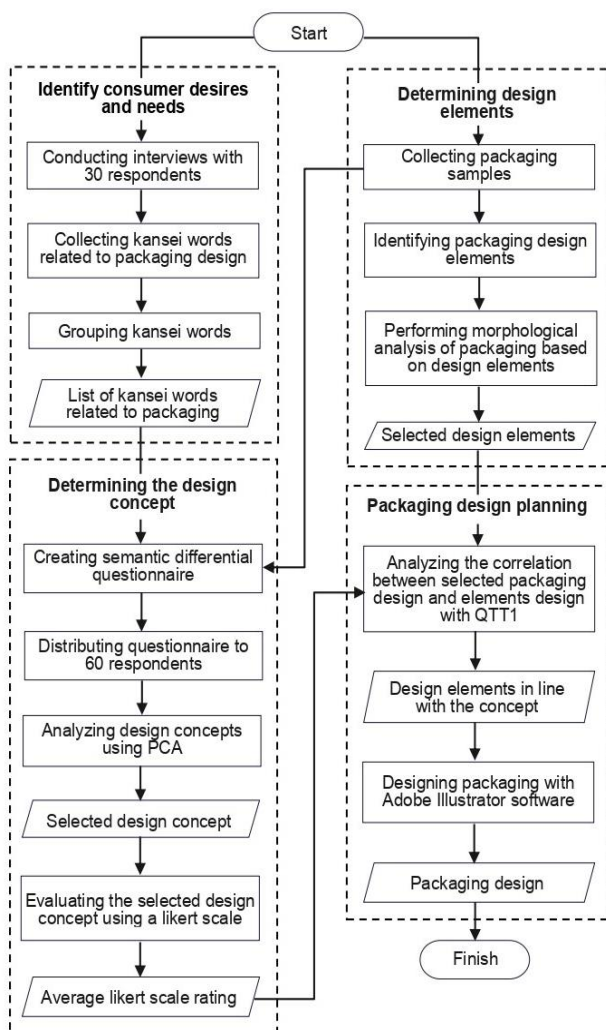 Start
Identify consumer desires
and needs
Conducting interviews with
30 respondents
Collecting kansei words
related to packaging design
Grouping kansei words
List of kansei words
related to packaging
Determining the design
concept
Creating semantic differential
questionnaire
Distributing questionnaire to
60 respondents
Analyzing design concepts
using PCA
Selected design concept
Evaluating the selected design
concept using a likert scale
Average likert scale rating
Determining design
elements
Collecting packaging
samples
Identifying packaging design
elements
Performing morphological
analysis of packaging based
on design elements
Selected design elements
Packaging design planning
Analyzing the correlation
between selected packaging
design and elements design
with QTT1
Design elements in line
with the concept
Designing packaging with
Adobe Illustrator software
Packaging design
Finish